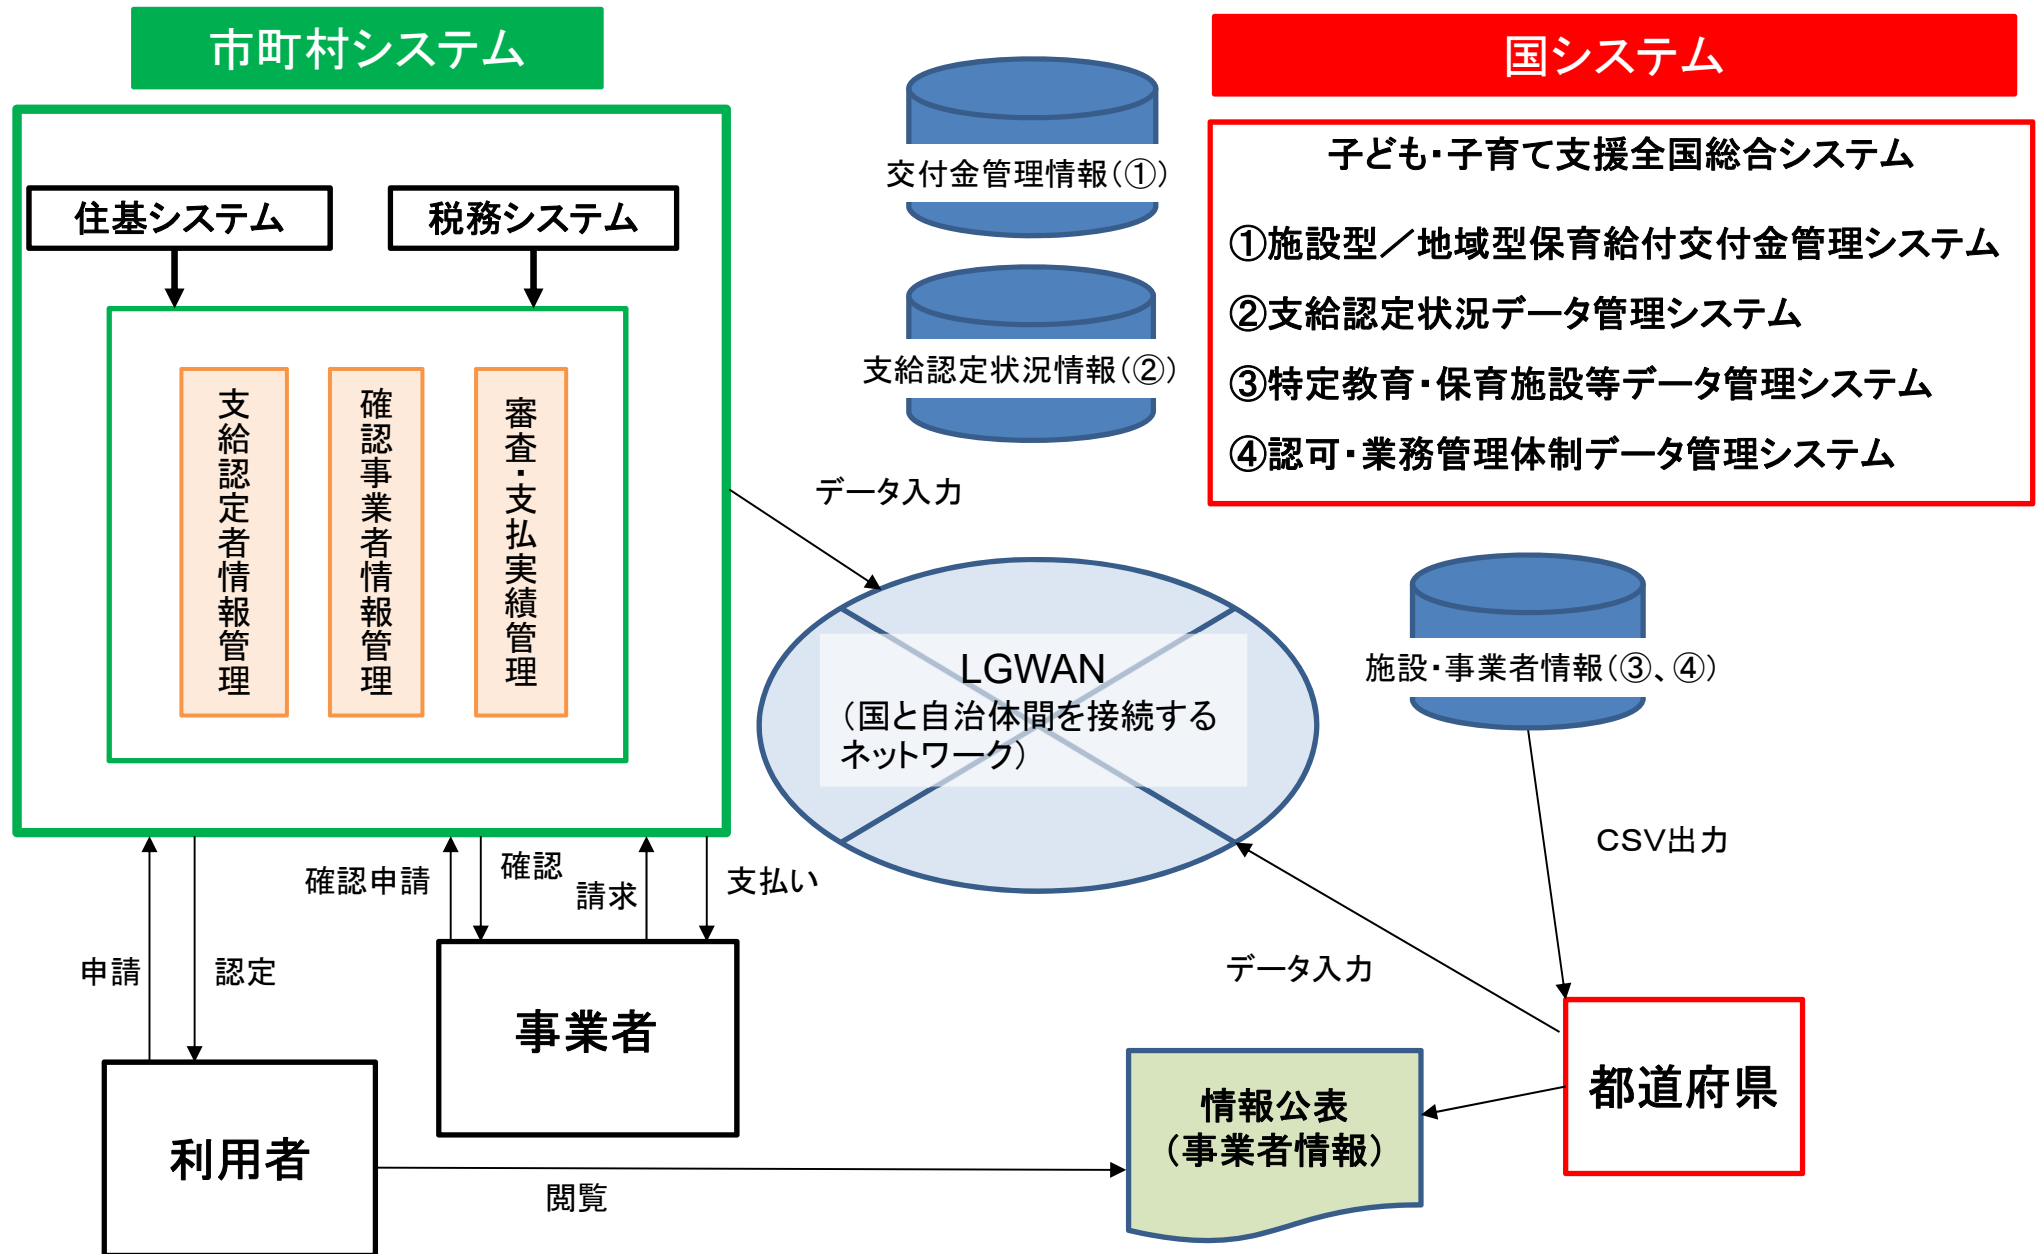 市町村システム
国システム
子ども・子育て支援全国総合システム
①施設型／地域型保育給付交付金管理システム
②支給認定状況データ管理システム
③特定教育・保育施設等データ管理システム
④認可・業務管理体制データ管理システム
交付金管理情報（①）
支給認定状況情報（②）
住基システム
税務システム
支給認定者情報管理
確認事業者情報管理
審査・支払実績管理
データ入力
LGWAN
（国と自治体間を接続する
ネットワーク）
施設・事業者情報（③、④）
CSV出力
確認申請
確認
請求
支払い
申請
認定
データ入力
事業者
利用者
都道府県
情報公表
（事業者情報）
閲覧